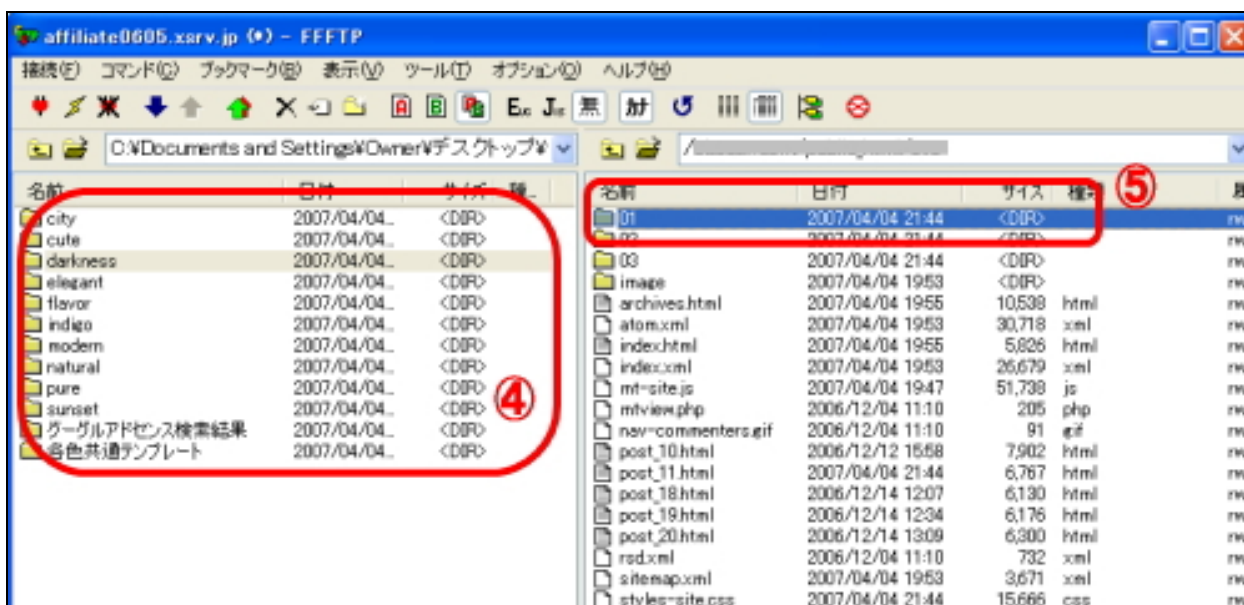 affiliate0605.xsrv.jp (*) - FFFTP
接続(F) コマンド(C) ブックマーク(B) 表示(V) ツール(T) オプション(O) ヘルプ(H)
C:¥Documents and Settings¥Owner¥デスクトップ¥
名前 日付 サイズ 種..
city 2007/04/04... <DIR>
cute 2007/04/04... <DIR>
darkness 2007/04/04... <DIR>
elegant 2007/04/04... <DIR>
flavor 2007/04/04... <DIR>
indigo 2007/04/04... <DIR>
modern 2007/04/04... <DIR>
natural 2007/04/04... <DIR>
pure 2007/04/04... <DIR>
sunset 2007/04/04... <DIR>
グーグルアドセンス検索結果 2007/04/04... <DIR>
各色共通テンプレート 2007/04/04... <DIR>
④
名前 日付 サイズ 種類
⑤
01 2007/04/04 21:44 <DIR>
02 2007/04/04 21:44 <DIR>
03 2007/04/04 21:44 <DIR>
image 2007/04/04 19:53 <DIR>
archives.html 2007/04/04 19:55 10,538 html
atom.xml 2007/04/04 19:53 30,718 xml
index.html 2007/04/04 19:55 5,826 html
index.xml 2007/04/04 19:53 26,679 xml
mt-site.js 2007/04/04 19:47 51,738 js
mtview.php 2006/12/04 11:10 205 php
nav-commenters.gif 2006/12/04 11:10 91 gif
post_10.html 2006/12/12 15:58 7,902 html
post_11.html 2007/04/04 21:44 6,767 html
post_18.html 2006/12/14 12:07 6,130 html
post_19.html 2006/12/14 12:34 6,176 html
post_20.html 2006/12/14 13:09 6,300 html
rsd.xml 2006/12/04 11:10 732 xml
sitemap.xml 2007/04/04 19:53 3,671 xml
styles-site.css 2007/04/04 21:44 15,666 css